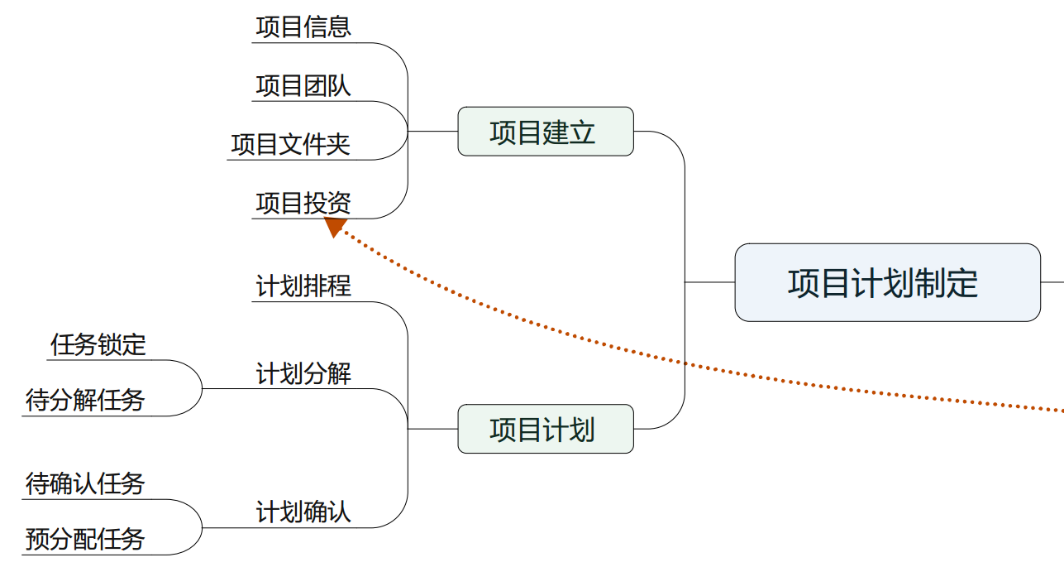 项目计划制定
项目建立
项目信息
项目团队
项目文件夹
项目投资
项目计划
计划排程
计划分解
任务锁定
待分解任务
计划确认
待确认任务
预分配任务